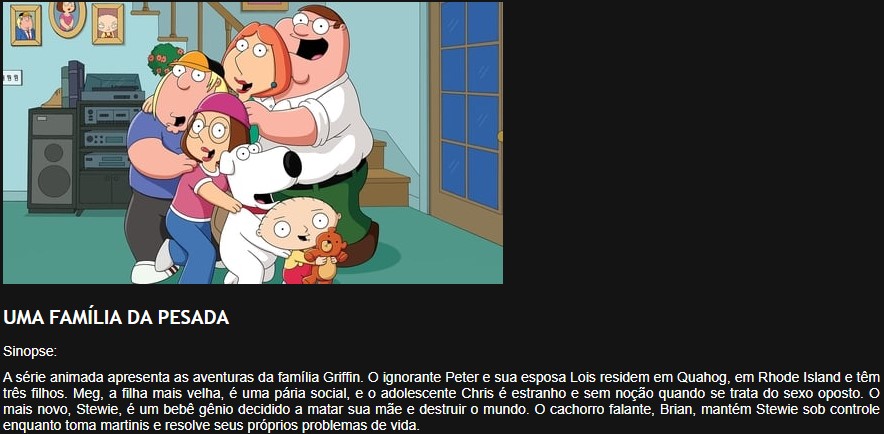 UMA FAMÍLIA DA PESADA
Sinopse:
A série animada apresenta as aventuras da família Griffin. O ignorante Peter e sua esposa Lois residem em Quahog, em Rhode Island e têm
três filhos. Meg, a filha mais velha, é uma pária social, e o adolescente Chris é estranho e sem noção quando se trata do sexo oposto. O
mais novo, Stewie, é um bebê gênio decidido a matar sua mãe e destruir o mundo. O cachorro falante, Brian, mantém Stewie sob controle
enquanto toma martinis e resolve seus próprios problemas de vida.